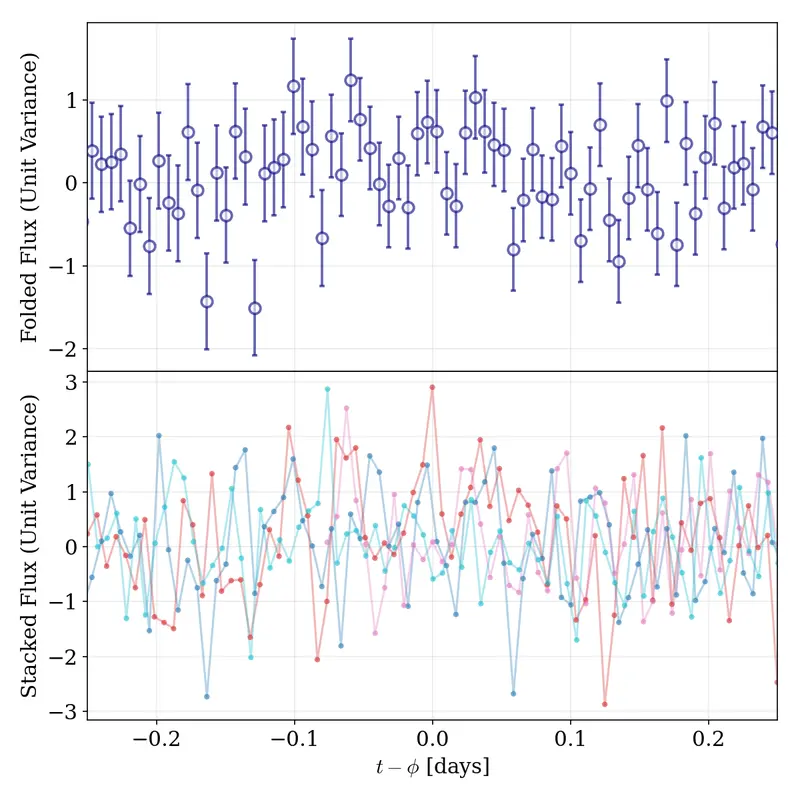 Folded Flux (Unit Variance)
1
0
−1
−2
Stacked Flux (Unit Variance)
3
2
1
0
−1
−2
−3
−0.2 −0.1 0.0 0.1 0.2
t − ϕ [days]